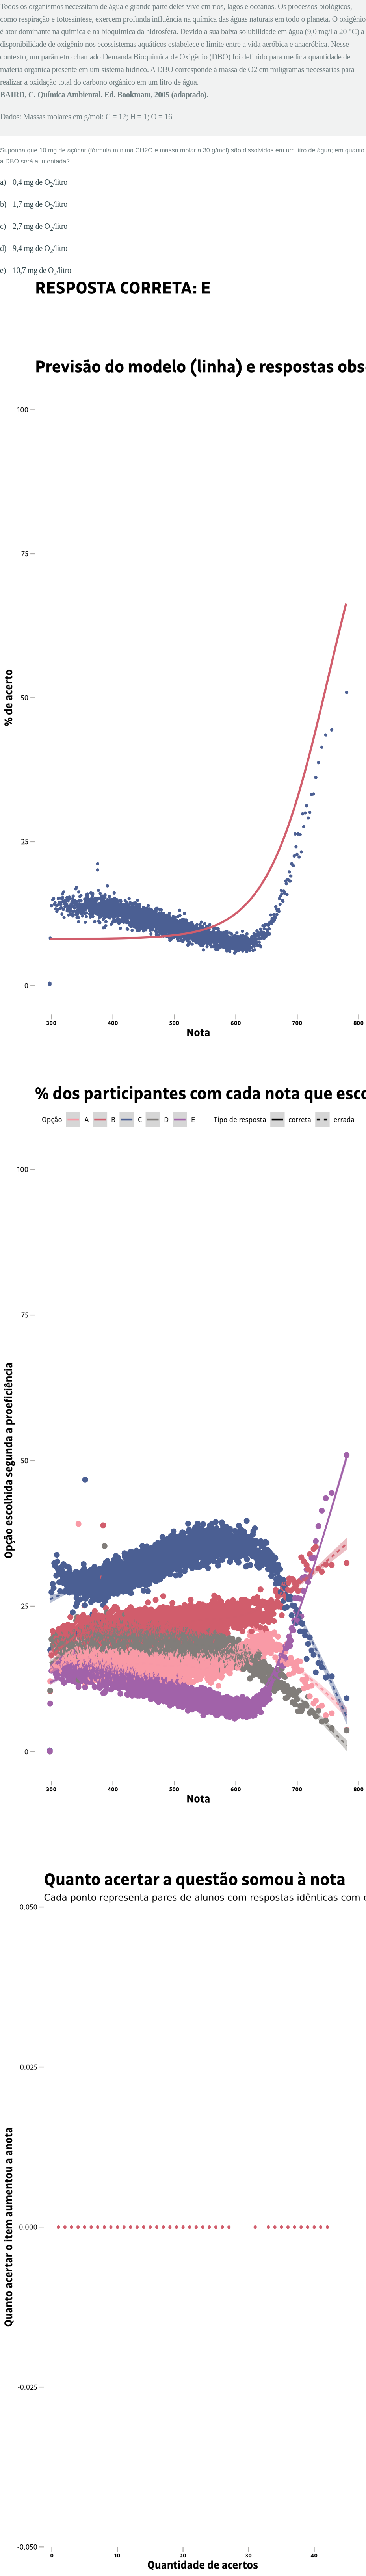 Todos os organismos necessitam de água e grande parte deles vive em rios, lagos e oceanos. Os processos biológicos,
como respiração e fotossíntese, exercem profunda influência na química das águas naturais em todo o planeta. O oxigênio
é ator dominante na química e na bioquímica da hidrosfera. Devido a sua baixa solubilidade em água (9,0 mg/l a 20 °C) a
disponibilidade de oxigênio nos ecossistemas aquáticos estabelece o limite entre a vida aeróbica e anaeróbica. Nesse
contexto, um parâmetro chamado Demanda Bioquímica de Oxigênio (DBO) foi definido para medir a quantidade de
matéria orgânica presente em um sistema hídrico. A DBO corresponde à massa de O2 em miligramas necessárias para
realizar a oxidação total do carbono orgânico em um litro de água.
BAIRD, C. Química Ambiental. Ed. Bookmam, 2005 (adaptado).
Dados: Massas molares em g/mol: C = 12; H = 1; O = 16.
Suponha que 10 mg de açúcar (fórmula mínima CH2O e massa molar a 30 g/mol) são dissolvidos em um litro de água; em quanto
a DBO será aumentada?
a) 0,4 mg de O2/litro
b) 1,7 mg de O2/litro
c) 2,7 mg de O2/litro
d) 9,4 mg de O2/litro
e) 10,7 mg de O2/litro
RESPOSTA CORRETA: E
Previsão do modelo (linha) e respostas obs
100
75
50
25
0
% de acerto
300 400 500 600 700 800
Nota
% dos participantes com cada nota que esco
Opção A B C D E Tipo de resposta correta errada
100
75
50
25
0
Opção escolhida segunda a proeficiência
300 400 500 600 700 800
Nota
Quanto acertar a questão somou à nota
Cada ponto representa pares de alunos com respostas idênticas com e
0.050
0.025
0.000
-0.025
-0.050
Quanto acertar o item aumentou a anota
0 10 20 30 40
Quantidade de acertos